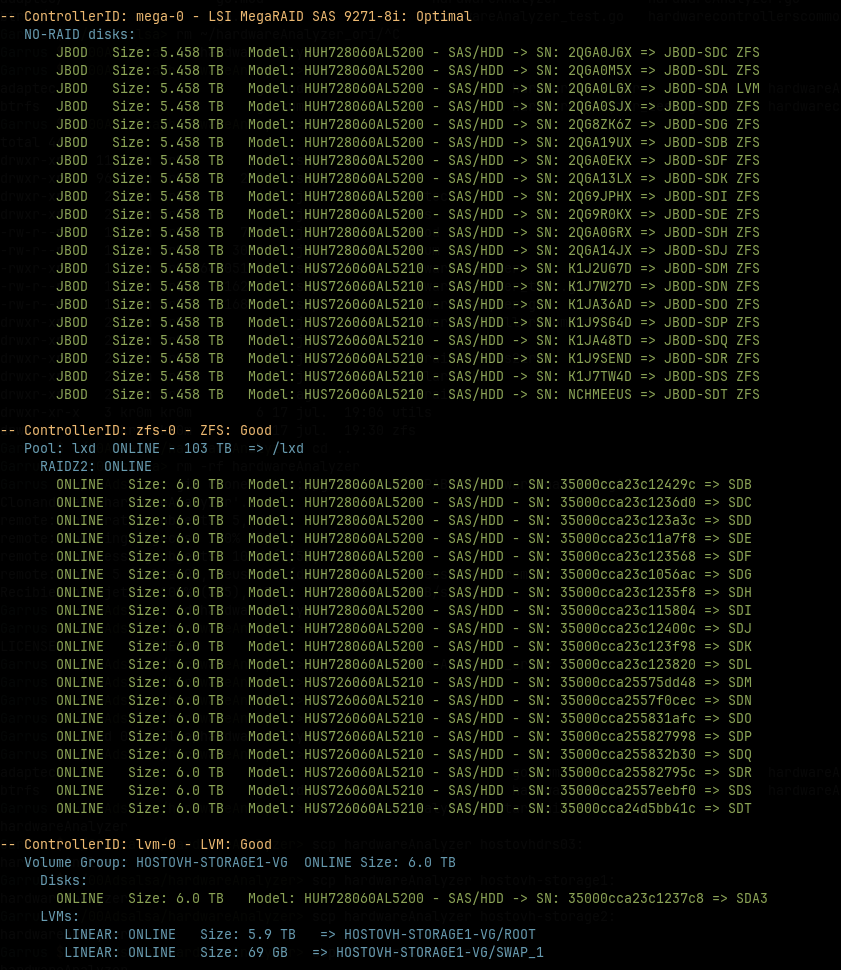 -- ControllerID: mega-0 - LSI MegaRAID SAS 9271-8i: Optimal
NO-RAID disks:
JBOD Size: 5.458 TB Model: HUH728060AL5200 - SAS/HDD -> SN: 2QGA0JGX => JBOD-SDC ZFS
JBOD Size: 5.458 TB Model: HUH728060AL5200 - SAS/HDD -> SN: 2QGA0M5X => JBOD-SDL ZFS
JBOD Size: 5.458 TB Model: HUH728060AL5200 - SAS/HDD -> SN: 2QGA0LGX => JBOD-SDA LVM
JBOD Size: 5.458 TB Model: HUH728060AL5200 - SAS/HDD -> SN: 2QGA0SJX => JBOD-SDD ZFS
JBOD Size: 5.458 TB Model: HUH728060AL5200 - SAS/HDD -> SN: 2QG8ZK6Z => JBOD-SDG ZFS
JBOD Size: 5.458 TB Model: HUH728060AL5200 - SAS/HDD -> SN: 2QGA19UX => JBOD-SDB ZFS
JBOD Size: 5.458 TB Model: HUH728060AL5200 - SAS/HDD -> SN: 2QGA0EKX => JBOD-SDF ZFS
JBOD Size: 5.458 TB Model: HUH728060AL5200 - SAS/HDD -> SN: 2QGA13LX => JBOD-SDK ZFS
JBOD Size: 5.458 TB Model: HUH728060AL5200 - SAS/HDD -> SN: 2QG9JPHX => JBOD-SDI ZFS
JBOD Size: 5.458 TB Model: HUH728060AL5200 - SAS/HDD -> SN: 2QG9R0KX => JBOD-SDE ZFS
JBOD Size: 5.458 TB Model: HUH728060AL5200 - SAS/HDD -> SN: 2QGA0GRX => JBOD-SDH ZFS
JBOD Size: 5.458 TB Model: HUH728060AL5200 - SAS/HDD -> SN: 2QGA14JX => JBOD-SDJ ZFS
JBOD Size: 5.458 TB Model: HUS726060AL5210 - SAS/HDD -> SN: K1J2UG7D => JBOD-SDM ZFS
JBOD Size: 5.458 TB Model: HUS726060AL5210 - SAS/HDD -> SN: K1J7W27D => JBOD-SDN ZFS
JBOD Size: 5.458 TB Model: HUS726060AL5210 - SAS/HDD -> SN: K1JA36AD => JBOD-SDO ZFS
JBOD Size: 5.458 TB Model: HUS726060AL5210 - SAS/HDD -> SN: K1J9SG4D => JBOD-SDP ZFS
JBOD Size: 5.458 TB Model: HUS726060AL5210 - SAS/HDD -> SN: K1JA48TD => JBOD-SDQ ZFS
JBOD Size: 5.458 TB Model: HUS726060AL5210 - SAS/HDD -> SN: K1J9SEND => JBOD-SDR ZFS
JBOD Size: 5.458 TB Model: HUS726060AL5210 - SAS/HDD -> SN: K1J7TW4D => JBOD-SDS ZFS
JBOD Size: 5.458 TB Model: HUS726060AL5210 - SAS/HDD -> SN: NCHMEEUS => JBOD-SDT ZFS
-- ControllerID: zfs-0 - ZFS: Good
Pool: lxd ONLINE - 103 TB => /lxd
RAIDZ2: ONLINE
ONLINE Size: 6.0 TB Model: HUH728060AL5200 - SAS/HDD - SN: 35000cca23c12429c => SDB
ONLINE Size: 6.0 TB Model: HUH728060AL5200 - SAS/HDD - SN: 35000cca23c1236d0 => SDC
ONLINE Size: 6.0 TB Model: HUH728060AL5200 - SAS/HDD - SN: 35000cca23c123a3c => SDD
ONLINE Size: 6.0 TB Model: HUH728060AL5200 - SAS/HDD - SN: 35000cca23c11a7f8 => SDE
ONLINE Size: 6.0 TB Model: HUH728060AL5200 - SAS/HDD - SN: 35000cca23c123568 => SDF
ONLINE Size: 6.0 TB Model: HUH728060AL5200 - SAS/HDD - SN: 35000cca23c1056ac => SDG
ONLINE Size: 6.0 TB Model: HUH728060AL5200 - SAS/HDD - SN: 35000cca23c1235f8 => SDH
ONLINE Size: 6.0 TB Model: HUH728060AL5200 - SAS/HDD - SN: 35000cca23c115804 => SDI
ONLINE Size: 6.0 TB Model: HUH728060AL5200 - SAS/HDD - SN: 35000cca23c12400c => SDJ
ONLINE Size: 6.0 TB Model: HUH728060AL5200 - SAS/HDD - SN: 35000cca23c123f98 => SDK
ONLINE Size: 6.0 TB Model: HUH728060AL5200 - SAS/HDD - SN: 35000cca23c123820 => SDL
ONLINE Size: 6.0 TB Model: HUS726060AL5210 - SAS/HDD - SN: 35000cca25575dd48 => SDM
ONLINE Size: 6.0 TB Model: HUS726060AL5210 - SAS/HDD - SN: 35000cca2557f0cec => SDN
ONLINE Size: 6.0 TB Model: HUS726060AL5210 - SAS/HDD - SN: 35000cca255831afc => SDO
ONLINE Size: 6.0 TB Model: HUS726060AL5210 - SAS/HDD - SN: 35000cca255827998 => SDP
ONLINE Size: 6.0 TB Model: HUS726060AL5210 - SAS/HDD - SN: 35000cca255832b30 => SDQ
ONLINE Size: 6.0 TB Model: HUS726060AL5210 - SAS/HDD - SN: 35000cca25582795c => SDR
ONLINE Size: 6.0 TB Model: HUS726060AL5210 - SAS/HDD - SN: 35000cca2557eebf0 => SDS
ONLINE Size: 6.0 TB Model: HUS726060AL5210 - SAS/HDD - SN: 35000cca24d5bb41c => SDT
-- ControllerID: lvm-0 - LVM: Good
Volume Group: HOSTOVH-STORAGE1-VG ONLINE Size: 6.0 TB
Disks:
ONLINE Size: 6.0 TB Model: HUH728060AL5200 - SAS/HDD - SN: 35000cca23c1237c8 => SDA3
LVMs:
LINEAR: ONLINE Size: 5.9 TB => HOSTOVH-STORAGE1-VG/ROOT
LINEAR: ONLINE Size: 69 GB => HOSTOVH-STORAGE1-VG/SWAP_1